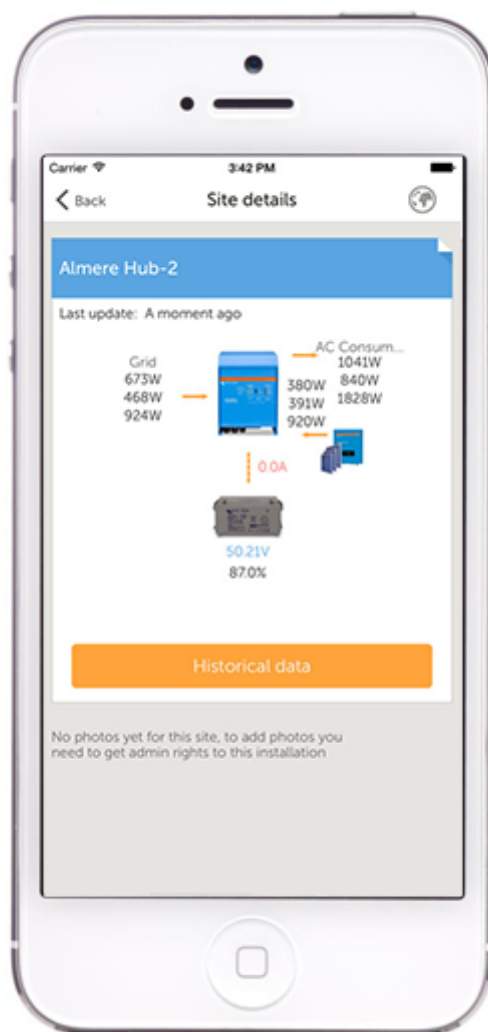 Carrier
3:42 PM
Back
Site details
Almere Hub-2
Last update: A moment ago
Grid
673W
468W
924W
AC Consum...
1041W
840W
1828W
380W
391W
920W
0.0A
50.21V
87.0%
Historical data
No photos yet for this site, to add photos you
need to get admin rights to this installation